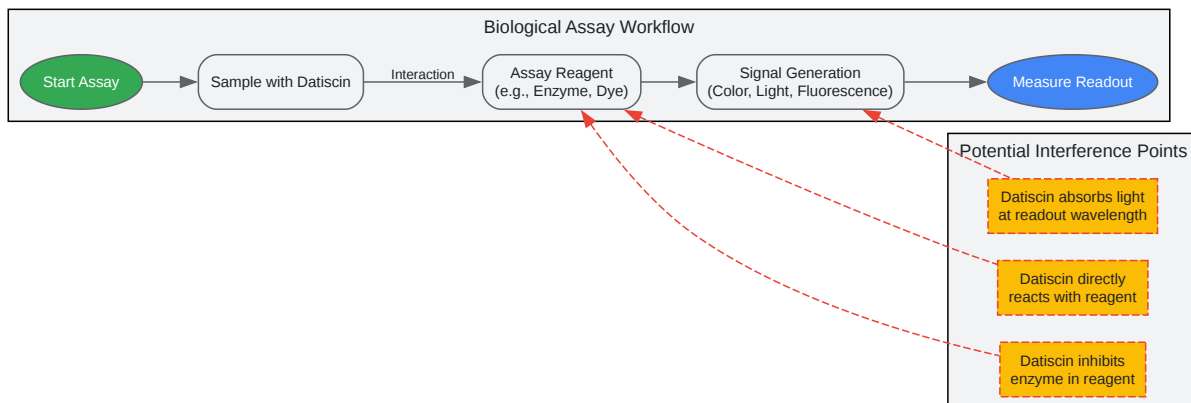 Biological Assay Workflow
Start Assay
Sample with Datiscin
Interaction
Assay Reagent
(e.g., Enzyme, Dye)
Signal Generation
(Color, Light, Fluorescence)
Measure Readout
Potential Interference Points
Datiscin absorbs light
at readout wavelength
Datiscin directly
reacts with reagent
Datiscin inhibits
enzyme in reagent